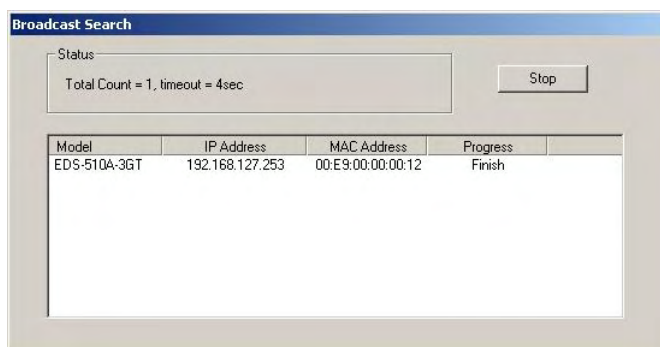 Broadcast Search
Status
Total Count = 1, timeout = 4sec
Stop
Model IP Address MAC Address Progress
EDS-510A-3GT 192.168.127.253 00:E9:00:00:00:12 Finish